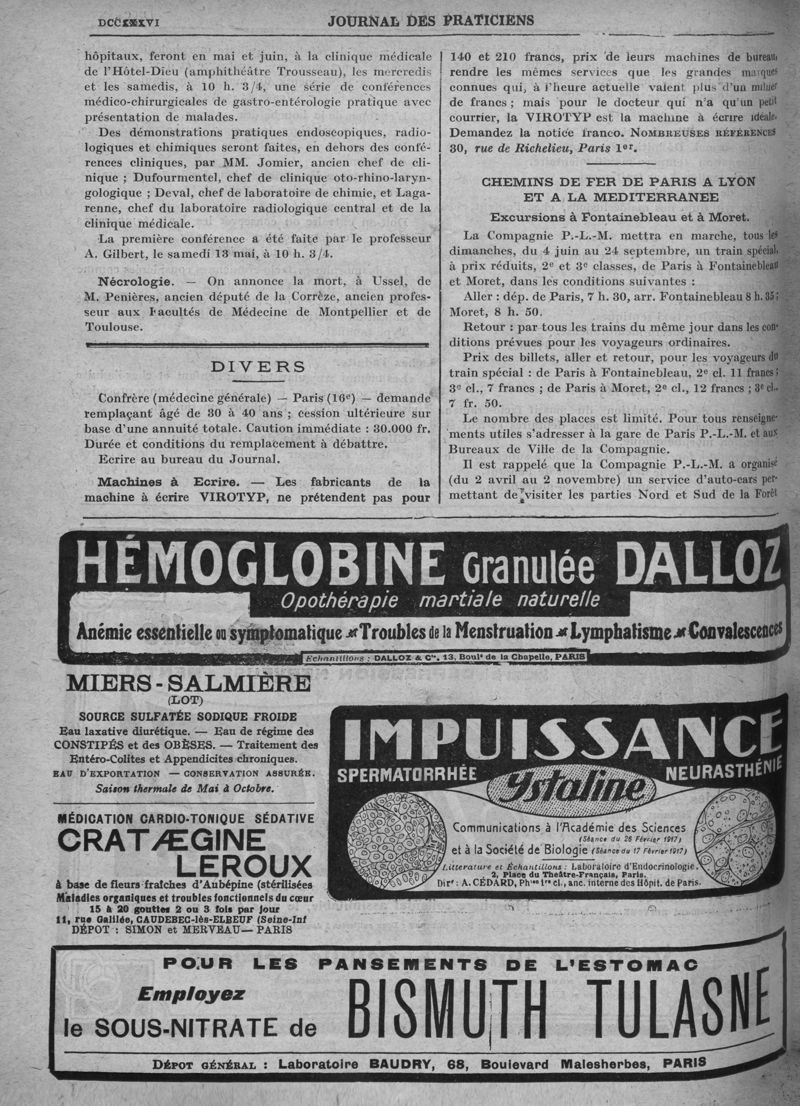 JOURNAL DES PRATICIENS
hôpitaux, feront en mai et juin, à la clinique médicale
de l'Hôtel-Dieu (amphithéâtre Trousseau), les mercredis
et les samedis, à 10 h. 3/4, une série de conférences
médico-chirurgicales de gastro-entérologie pratique avec
présentation de malades.
Des démonstrations pratiques endoscopiques, radio-
logiques et chimiques seront faites, en dehors des confé-
rences cliniques, par MM. Jomier, ancien chef de cli-
nique ; Dufourmentel, chef de clinique oto-rhino-laryn-
gologique ; Deval, chef de laboratoire de chimie, et Laga-
renne, chef du laboratoire radiologique central et de la
clinique médicale.
La première conférence a été faite par le professeur
A. Gilbert, le samedi 13 mai, à 10 h. 3/4.
Nécrologie. — On annonce la mort, à Ussel, de
M. Penières, ancien député de la Corrèze, ancien profes-
seur aux Facultés de Médecine de Montpellier et de
Toulouse.
DIVERS
Confrère (médecine générale) — Paris (16e) — demande
remplaçant âgé de 30 à 40 ans ; cession ultérieure sur
base d'une annuité totale. Caution immédiate : 30.000 fr.
Durée et conditions du remplacement à débattre.
Ecrire au bureau du Journal.
Machines à Ecrire. — Les fabricants de la
machine à écrire VIROTYP, ne prétendent pas pour
140 et 210 francs, prix de leurs machines de bureau,
rendre les mêmes services que les grandes marques
connues qui, à l'heure actuelle valent plus d'un millier
de francs ; mais pour le docteur qui n'a qu'un petit
courrier, la VIROTYP est la machine à écrire idéale.
Demandez la notice franco. NOMBREUSES RÉFÉRENCES
30, rue de Richelieu, Paris 1er.
CHEMINS DE FER DE PARIS A LYON
ET A LA MEDITERRANEE
Excursions à Fontainebleau et à Moret.
La Compagnie P.-L.-M. mettra en marche, tous les
dimanches, du 4 juin au 24 septembre, un train spécial,
à prix réduits, 2e et 3e classes, de Paris à Fontainebleau
et Moret, dans les conditions suivantes :
Aller : dép. de Paris, 7 h. 30, arr. Fontainebleau 8 h. 35 ;
Moret, 8 h. 50.
Retour : par tous les trains du même jour dans les con-
ditions prévues pour les voyageurs ordinaires.
Prix des billets, aller et retour, pour les voyageurs du
train spécial : de Paris à Fontainebleau, 2e cl. 11 francs ;
3e cl., 7 francs ; de Paris à Moret, 2e cl., 12 francs ; 3e cl.,
7 fr. 50.
Le nombre des places est limité. Pour tous renseigne-
ments utiles s'adresser à la gare de Paris P.-L.-M. et aux
Bureaux de Ville de la Compagnie.
Il est rappelé que la Compagnie P.-L.-M. a organisé
(du 2 avril au 2 novembre) un service d'auto-cars per-
mettant de visiter les parties Nord et Sud de la Forêt
HÉMOGLOBINE Granulée DALLOZ
Opothérapie martiale naturelle
Anémie essentielle ou symptomatique Troubles de la Menstruation Lymphatisme Convalescences
Echantillons : DALLOZ & Cie, 13, Bould de la Chapelle, PARIS
MIERS-SALMIÈRE
(LOT)
SOURCE SULFATÉE SODIQUE FROIDE
Eau laxative diurétique. — Eau de régime des
CONSTIPÉS et des OBÈSES. — Traitement des
Entéro-Colites et Appendicites chroniques.
EAU D'EXPORTATION — CONSERVATION ASSURÉE.
Saison thermale de Mai à Octobre.
MÉDICATION CARDIO-TONIQUE SÉDATIVE
CRATÆGINE
LEROUX
à base de fleurs fraîches d'Aubépine (stérilisées
Maladies organiques et troubles fonctionnels du cœur
15 à 20 gouttes 2 ou 3 fois par jour
11, rue Galilée, CAUDEBEC-lès-ELBEUF (Seine-Inf
DÉPOT : SIMON et MERVEAU— PARIS
IMPUISSANCE
SPERMATORRHÉE Ystaline NEURASTHÉNIE
Communications à l'Académie des Sciences
(Séance du 26 Février 1917)
et à la Société de Biologie (Séance du 17 Février 1917)
Littérature et Échantillons : Laboratoire d'Endocrinologie.
2, Place du Théâtre-Français, Paris.
Dirr : A. CÉDARD, Phien 1re cl., anc. interne des Hôpit. de Paris.
POUR LES PANSEMENTS DE L'ESTOMAC
Employez
le SOUS-NITRATE de BISMUTH TULASNE
DÉPOT GÉNÉRAL : Laboratoire BAUDRY, 68, Boulevard Malesherbes, PARIS